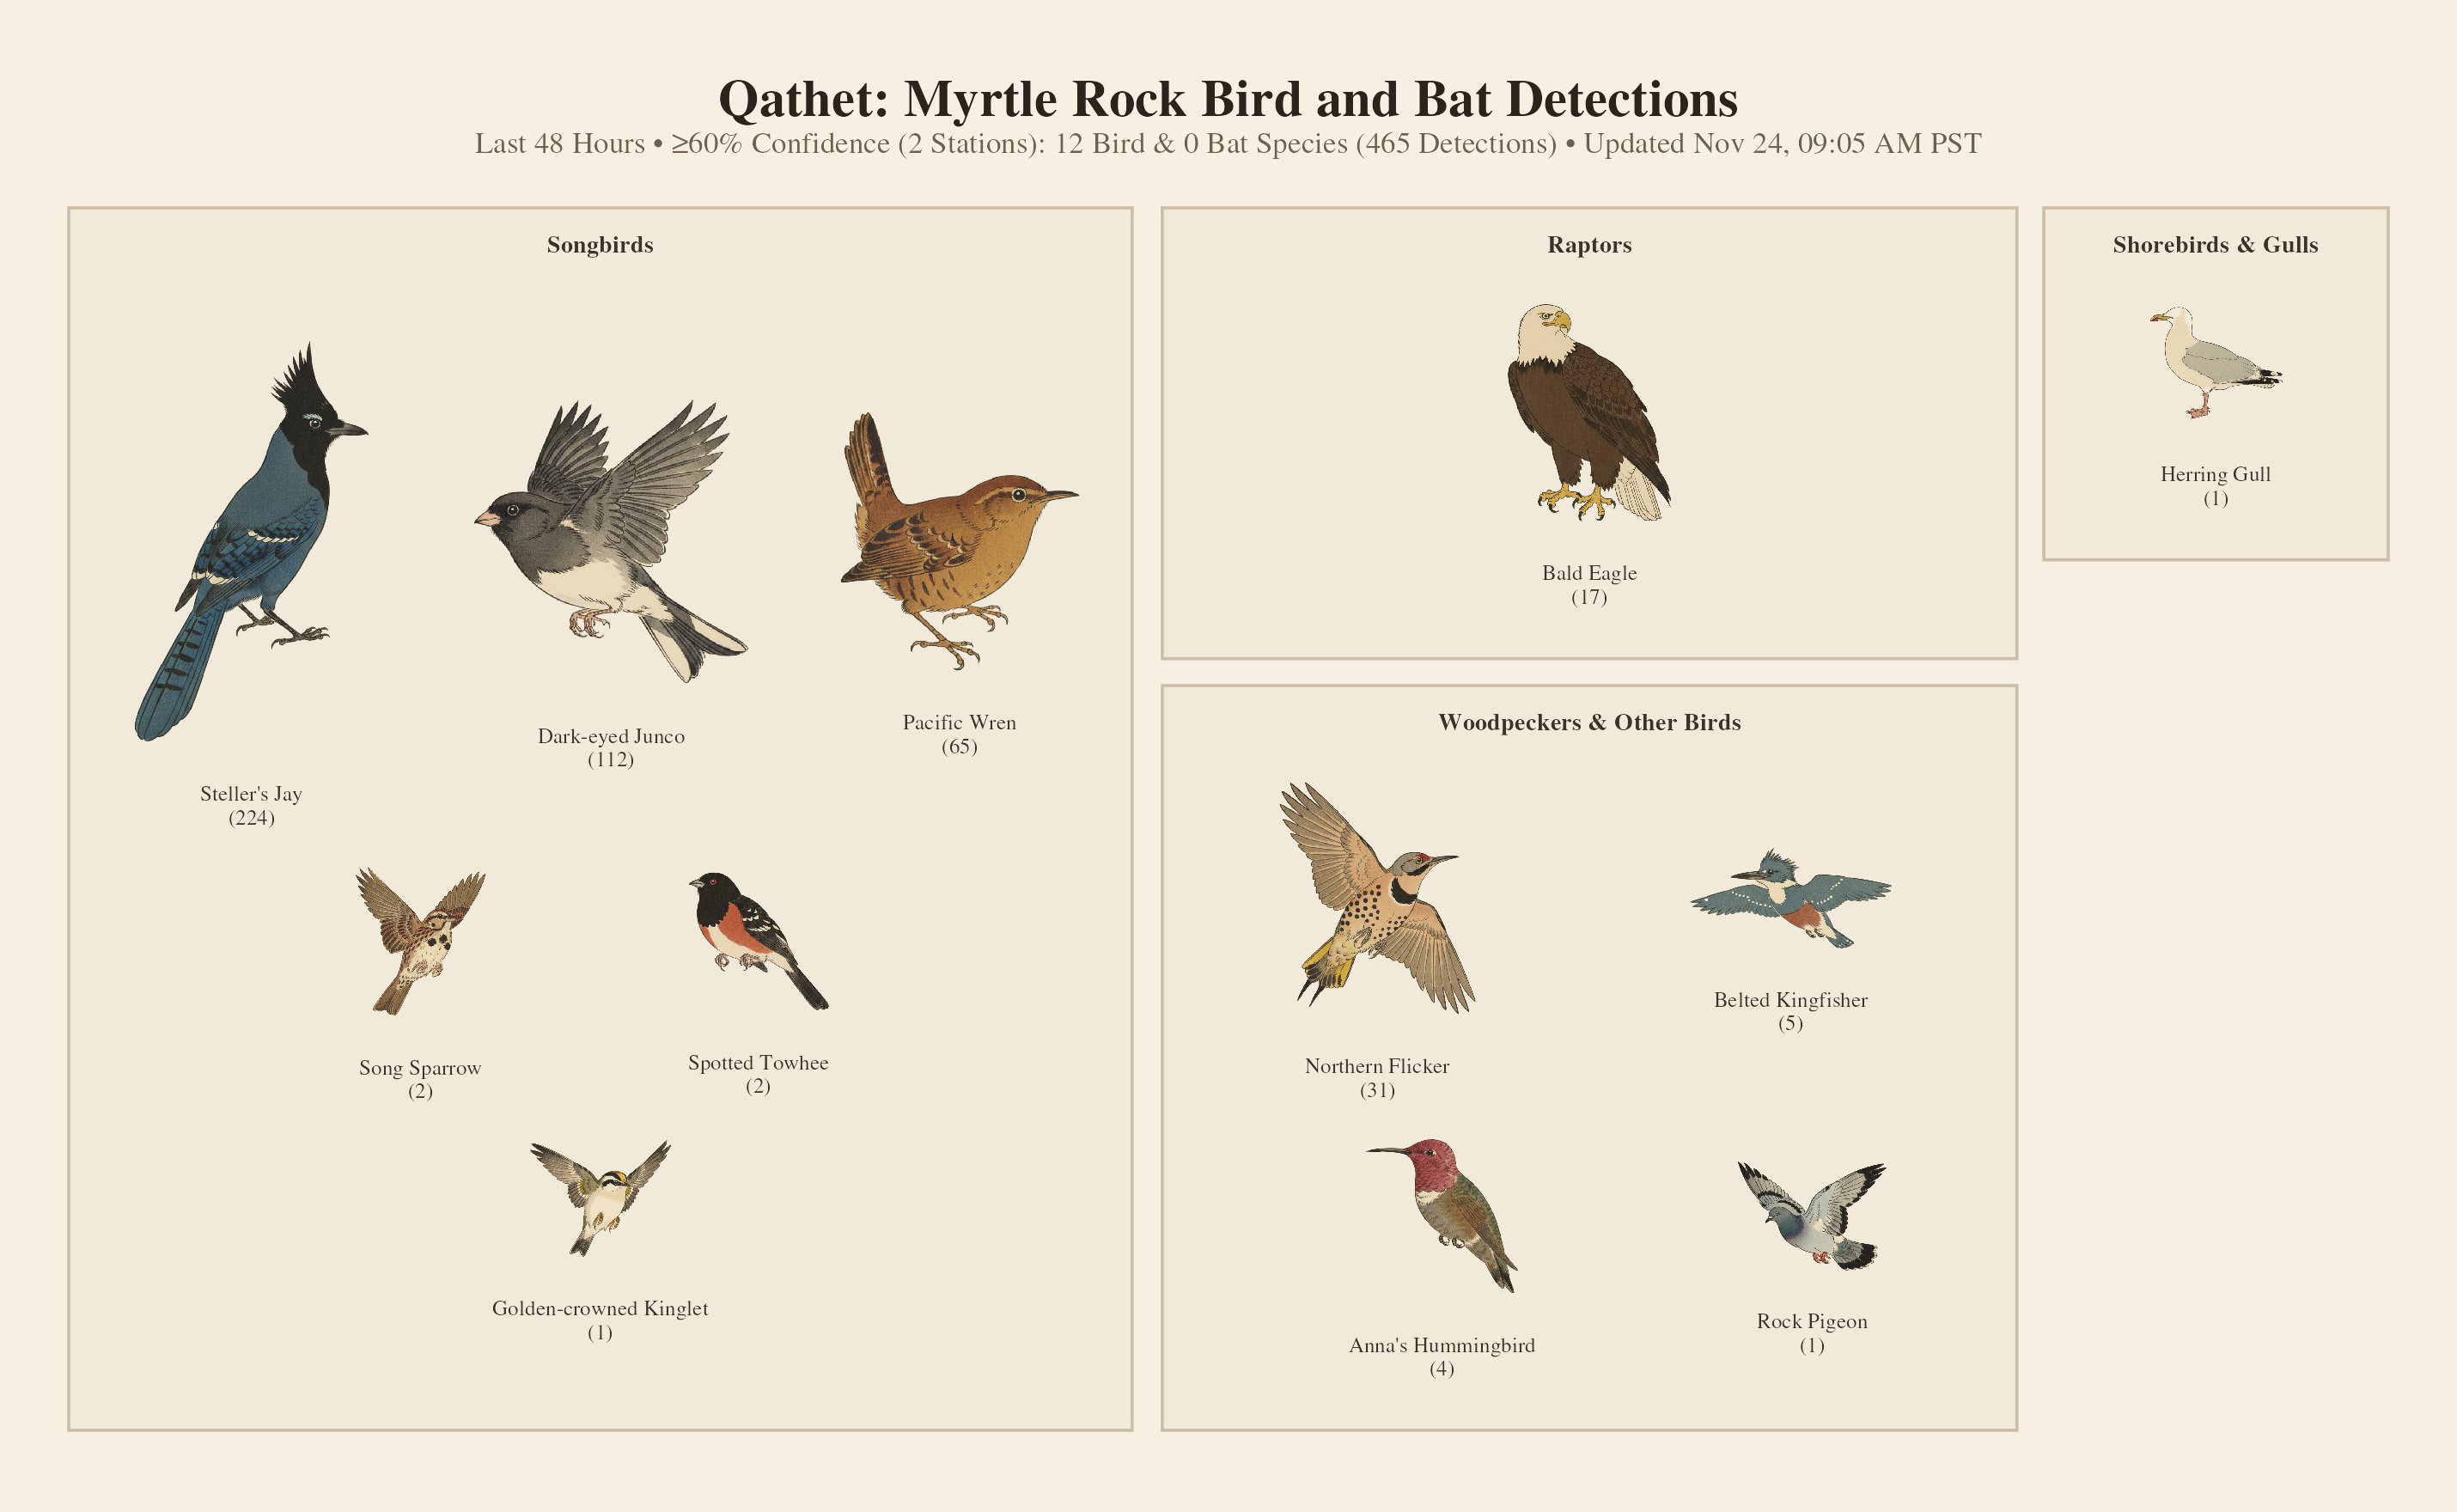 Qathet: Myrtle Rock Bird and Bat Detections
Last 48 Hours • ≥60% Confidence (2 Stations): 12 Bird & 0 Bat Species (465 Detections) • Updated Nov 24, 09:05 AM PST
Songbirds
Steller's Jay
(224)
Dark-eyed Junco
(112)
Pacific Wren
(65)
Song Sparrow
(2)
Spotted Towhee
(2)
Golden-crowned Kinglet
(1)
Raptors
Bald Eagle
(17)
Woodpeckers & Other Birds
Northern Flicker
(31)
Belted Kingfisher
(5)
Anna's Hummingbird
(4)
Rock Pigeon
(1)
Shorebirds & Gulls
Herring Gull
(1)